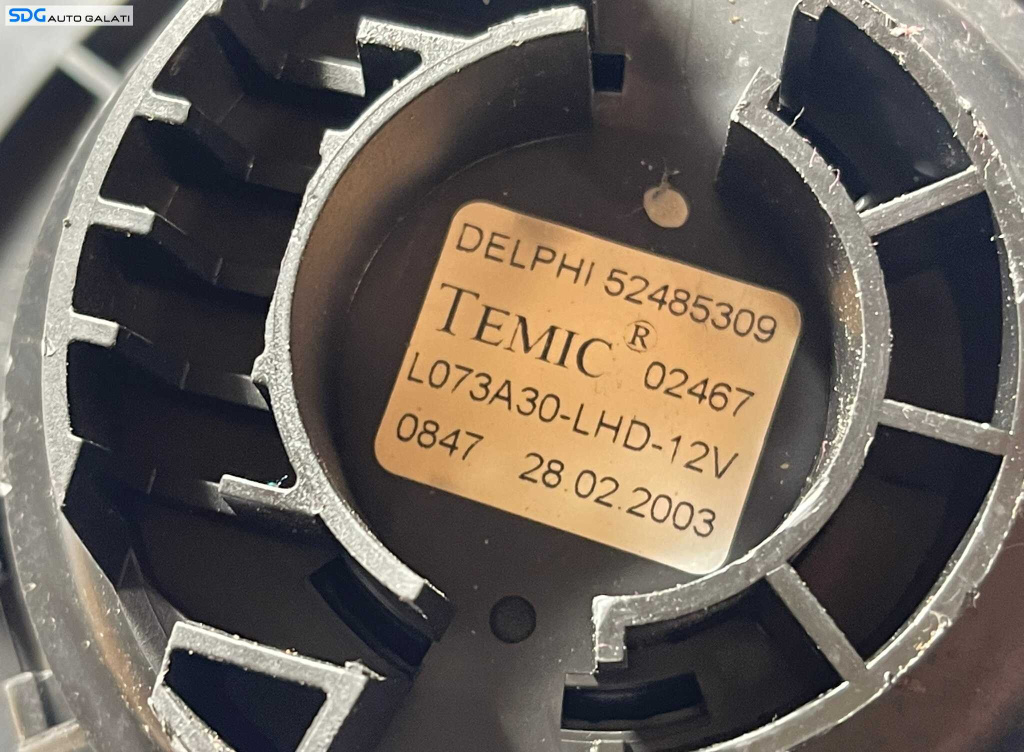 SDG AUTO GALATI
DELPHI 52485309
TEMIC® 02467
L073A30-LHD-12V
0847 28.02.2003